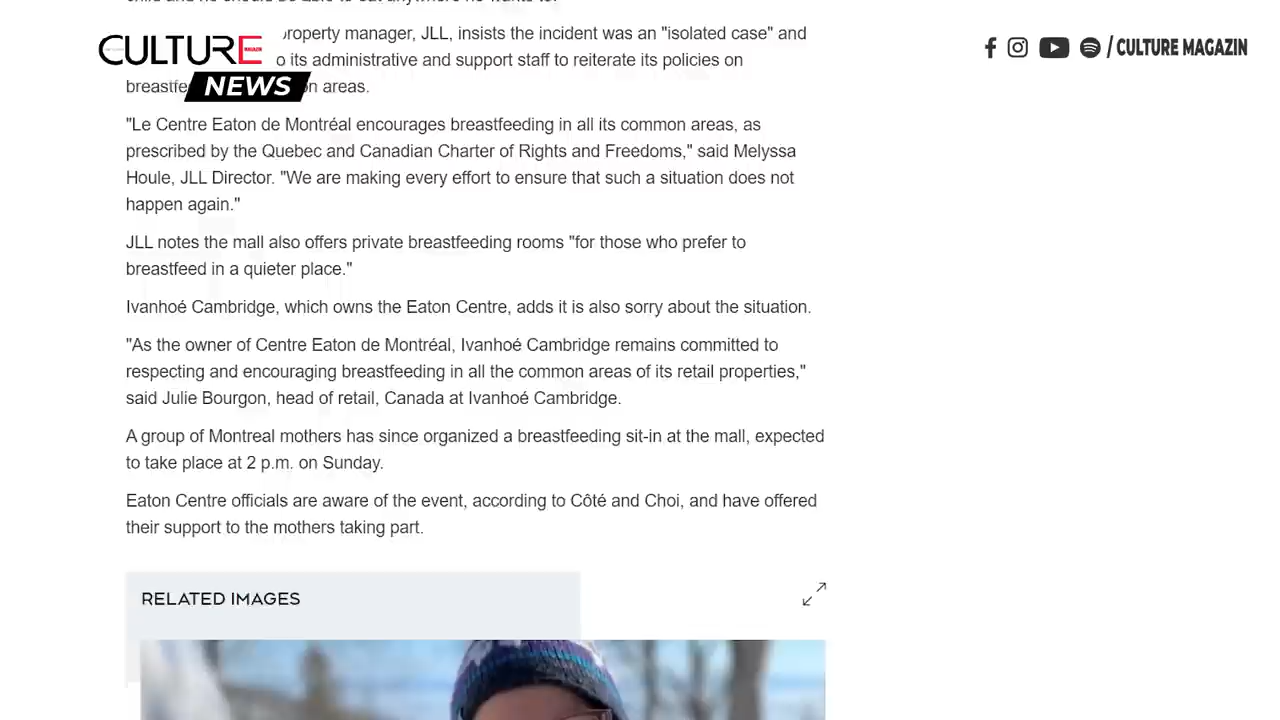 property manager, JLL, insists the incident was an "isolated case" and
o its administrative and support staff to reiterate its policies on
areas.
CULTURE
MAGAZIN
NEWS
/ CULTURE MAGAZIN
"Le Centre Eaton de Montréal encourages breastfeeding in all its common areas, as
prescribed by the Quebec and Canadian Charter of Rights and Freedoms," said Melyssa
Houle, JLL Director. "We are making every effort to ensure that such a situation does not
happen again."
JLL notes the mall also offers private breastfeeding rooms "for those who prefer to
breastfeed in a quieter place."
Ivanhoé Cambridge, which owns the Eaton Centre, adds it is also sorry about the situation.
"As the owner of Centre Eaton de Montréal, Ivanhoé Cambridge remains committed to
respecting and encouraging breastfeeding in all the common areas of its retail properties,"
said Julie Bourgon, head of retail, Canada at Ivanhoé Cambridge.
A group of Montreal mothers has since organized a breastfeeding sit-in at the mall, expected
to take place at 2 p.m. on Sunday.
Eaton Centre officials are aware of the event, according to Côté and Choi, and have offered
their support to the mothers taking part.
RELATED IMAGES